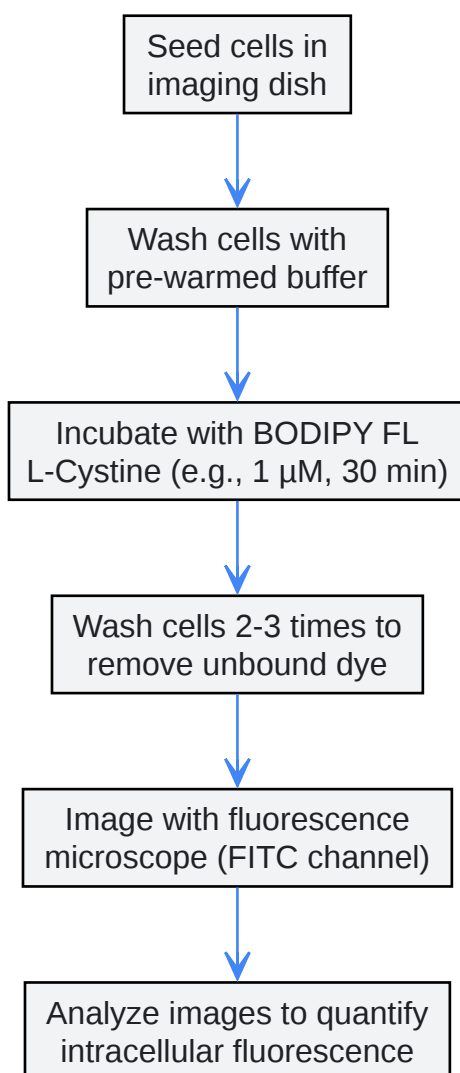 Seed cells in
imaging dish
Wash cells with
pre-warmed buffer
Incubate with BODIPY FL
L-Cystine (e.g., 1 µM, 30 min)
Wash cells 2-3 times to
remove unbound dye
Image with fluorescence
microscope (FITC channel)
Analyze images to quantify
intracellular fluorescence